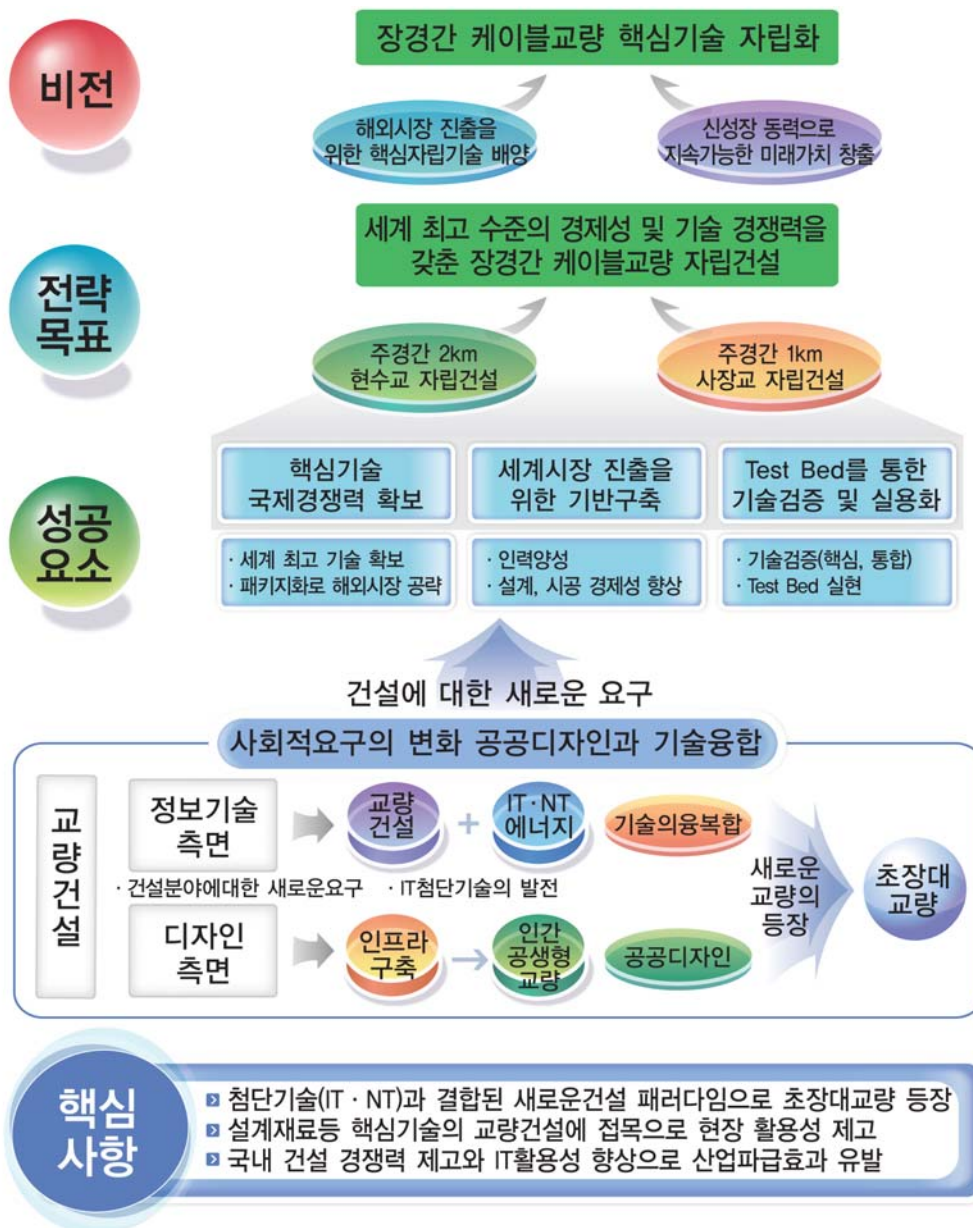 비전
장경간 케이블교량 핵심기술 자립화
해외시장 진출을
위한 핵심자립기술 배양
신성장 동력으로
지속가능한 미래가치 창출
전략
목표
세계 최고 수준의 경제성 및 기술 경쟁력을
갖춘 장경간 케이블교량 자립건설
주경간 2km
현수교 자립건설
주경간 1km
사장교 자립건설
성공
요소
핵심기술
국제경쟁력 확보
세계시장 진출을
위한 기반구축
Test Bed를 통한
기술검증 및 실용화
· 세계 최고 기술 확보
· 패키지화로 해외시장 공략
· 인력양성
· 설계, 시공 경제성 향상
· 기술검증(핵심, 통합)
· Test Bed 실현
건설에 대한 새로운 요구
사회적요구의 변화 공공디자인과 기술융합
교량건설
정보기술
측면
교량
건설
+
IT·NT
에너지
기술의융복합
· 건설분야에대한 새로운요구 · IT첨단기술의 발전
디자인
측면
인프라
구축
인간
공생형
교량
공공디자인
새로운
교량의
등장
초장대
교량
핵심
사항
첨단기술(IT · NT)과 결합된 새로운건설 패러다임으로 초장대교량 등장
설계재료등 핵심기술의 교량건설에 접목으로 현장 활용성 제고
국내 건설 경쟁력 제고와 IT활용성 향상으로 산업파급효과 유발